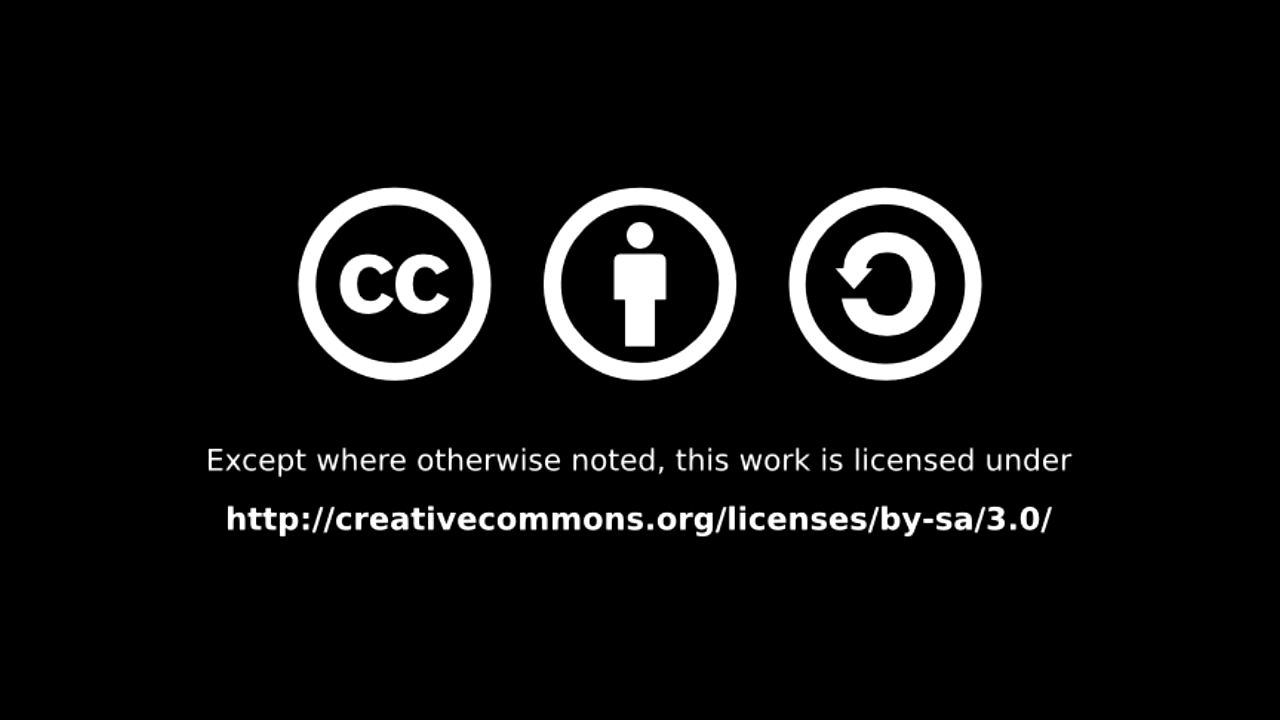 cc
Except where otherwise noted, this work is licensed under
http://creativecommons.org/licenses/by-sa/3.0/